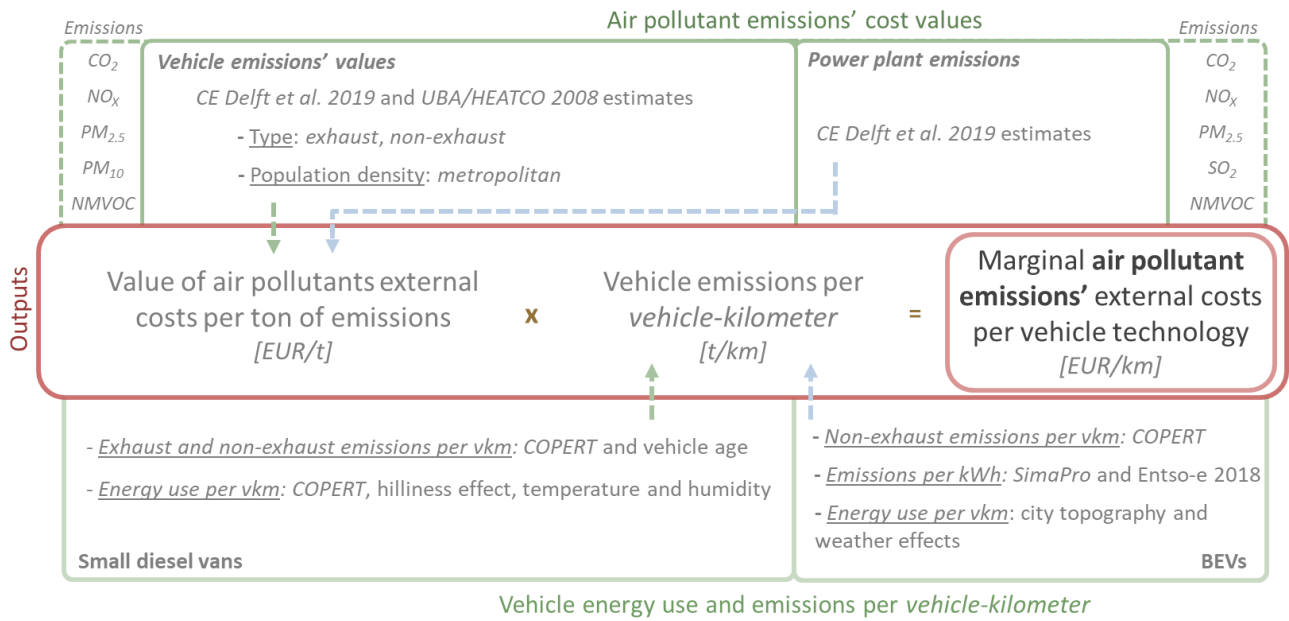 Air pollutant emissions’ cost values
Emissions
CO2
NOX
PM2.5
PM10
NMVOC
Vehicle emissions’ values
CE Delft et al. 2019 and UBA/HEATCO 2008 estimates
- Type: exhaust, non-exhaust
- Population density: metropolitan
Power plant emissions
CE Delft et al. 2019 estimates
Emissions
CO2
NOX
PM2.5
SO2
NMVOC
Outputs
Value of air pollutants external
costs per ton of emissions
[EUR/t]
x
Vehicle emissions per
vehicle-kilometer
[t/km]
=
Marginal air pollutant
emissions’ external costs
per vehicle technology
[EUR/km]
- Exhaust and non-exhaust emissions per vkm: COPERT and vehicle age
- Energy use per vkm: COPERT, hilliness effect, temperature and humidity
Small diesel vans
- Non-exhaust emissions per vkm: COPERT
- Emissions per kWh: SimaPro and Entso-e 2018
- Energy use per vkm: city topography and
weather effects
BEVs
Vehicle energy use and emissions per vehicle-kilometer